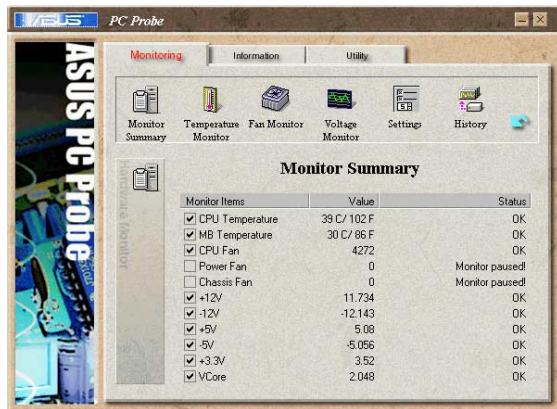 ASUS PC Probe
Monitoring Information Utility
Monitor Summary
Temperature Monitor
Fan Monitor
Voltage Monitor
Settings
History
ASUS PC Probe
Hardware Monitor
Monitor Summary
Monitor Items Value Status
CPU Temperature 39 C/ 102 F OK
MB Temperature 30 C/ 86 F OK
CPU Fan 4272 OK
Power Fan 0 Monitor paused!
Chassis Fan 0 Monitor paused!
+12V 11.734 OK
-12V -12.143 OK
+5V 5.08 OK
-5V -5.056 OK
+3.3V 3.52 OK
VCore 2.048 OK